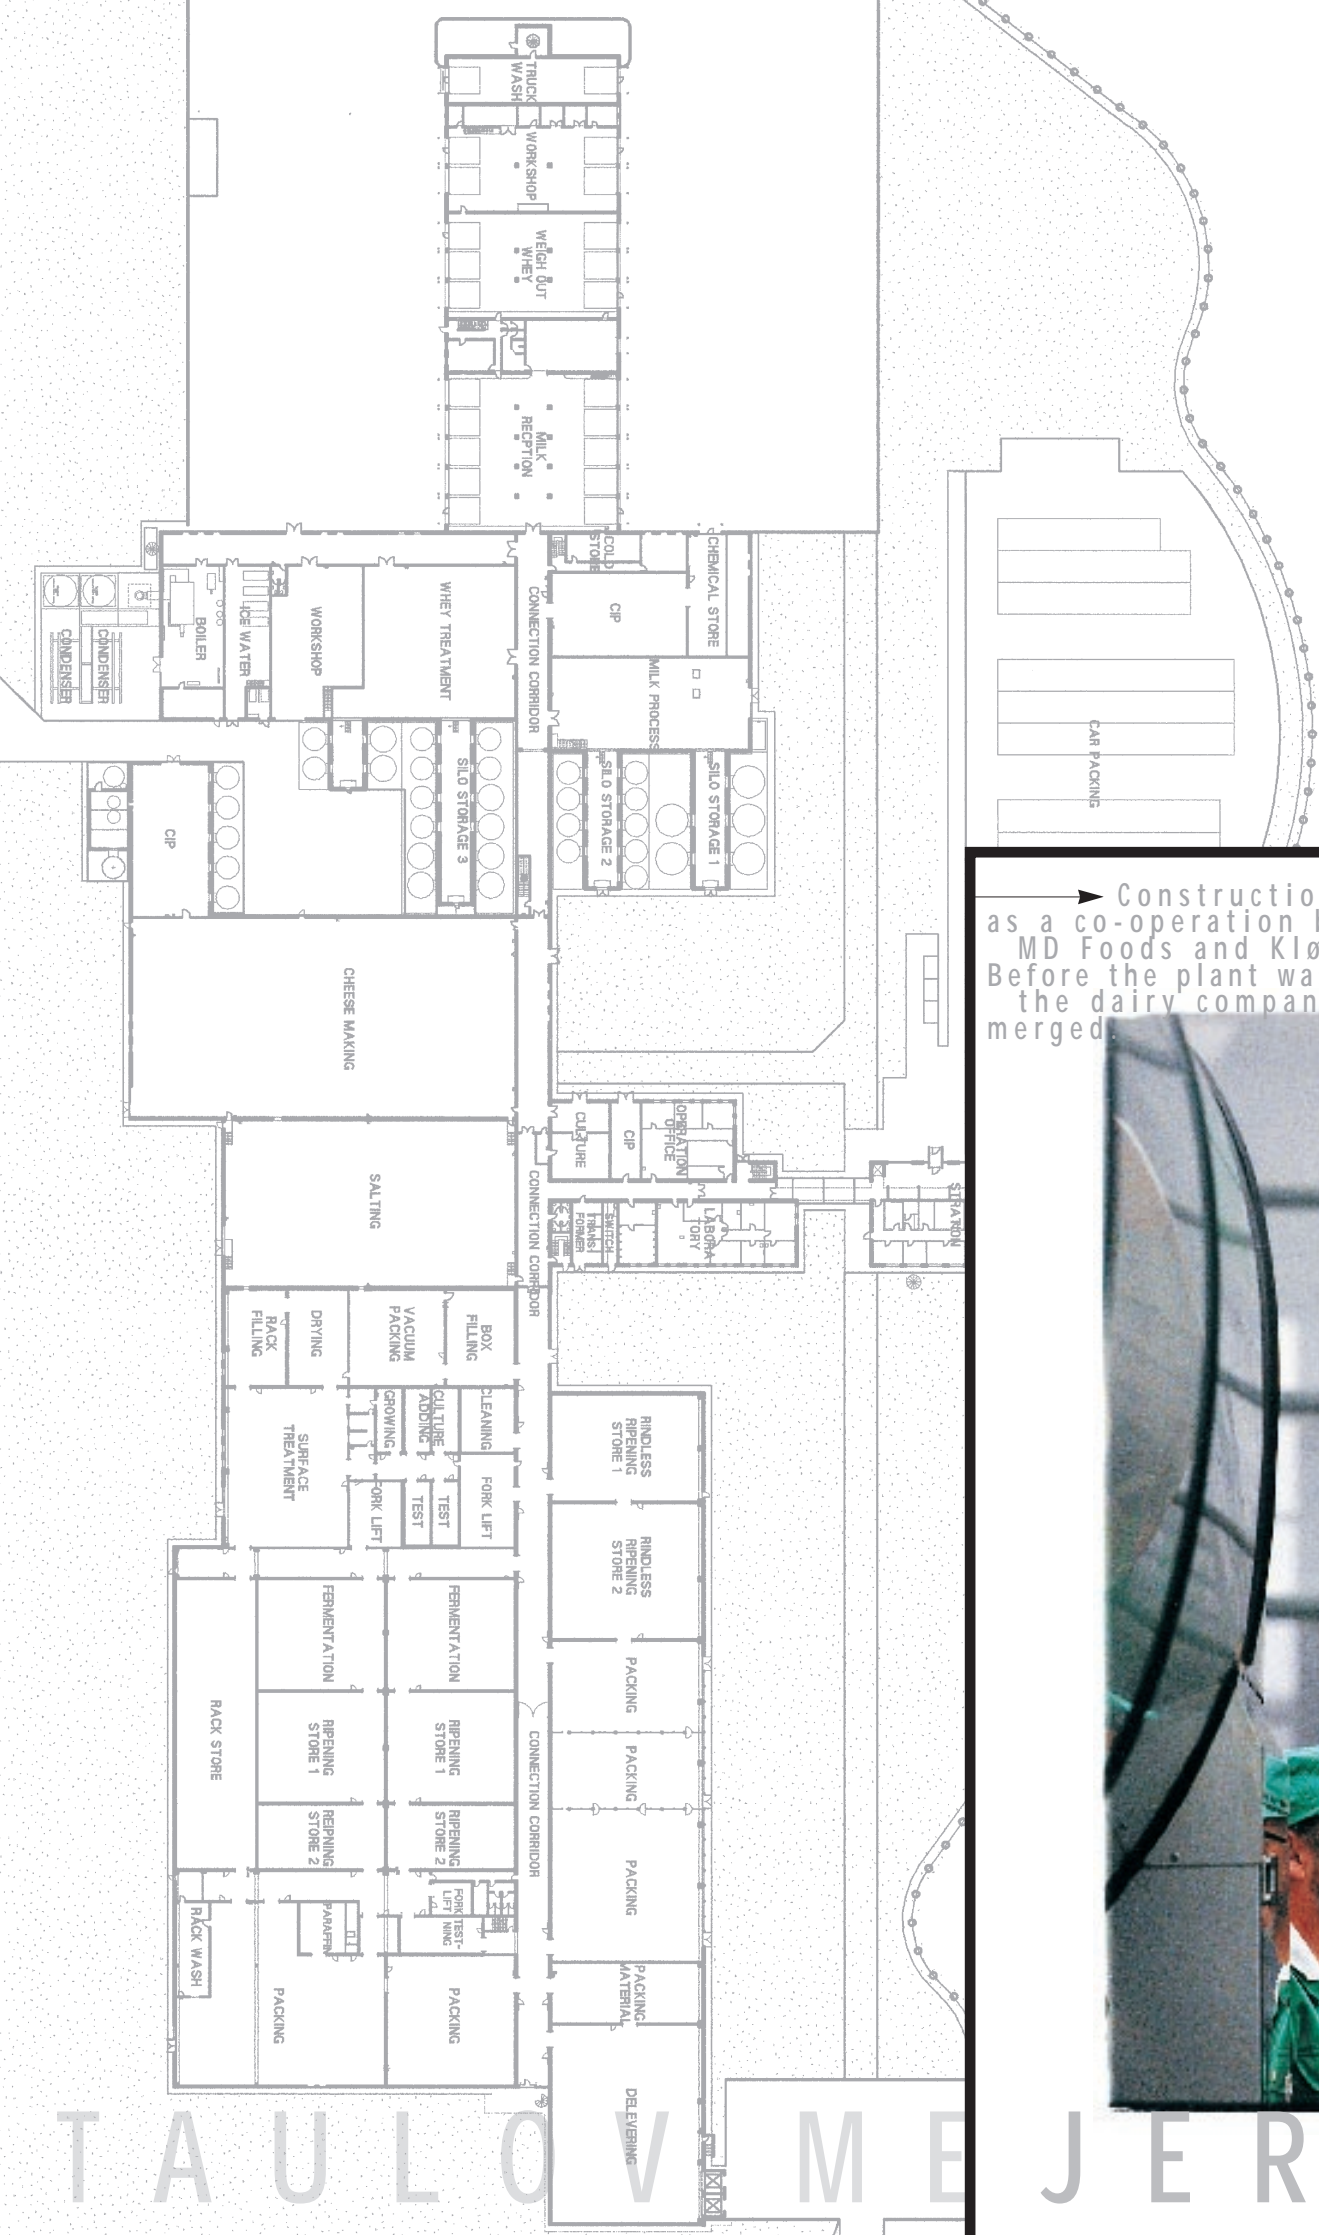 TRUCK
WASH
WORKSHOP
WEIGH OUT
WHEY
MILK
RECPTION
COLD
STORE
CHEMICAL STORE
CIP
CONNECTION CORRIDOR
WHEY TREATMENT
WORKSHOP
ICE WATER
BOILER
CONDENSER
CONDENSER
MILK PROCESS
CAR PACKING
SILO STORAGE 1
SILO STORAGE 2
SILO STORAGE 3
CIP
CHEESE MAKING
Constructio
as a co-operation
MD Foods and Klø
Before the plant wa
the dairy compan
merged.
CULTURE
CIP
OPERATION
OFFICE
SALTING
CONNECTION CORRIDOR
TRANS
FORMER
SWITCH
LABORA
TORY
STRATION
RACK
FILLING
DRYING
VACUUM
PACKING
BOX
FILLING
SURFACE
TREATMENT
GROWING
CULTURE
ADDING
CLEANING
FORK LIFT
TEST
TEST
FORK LIFT
RINDLESS
RIPENING
STORE 1
RINDLESS
RIPENING
STORE 2
FERMENTATION
FERMENTATION
PACKING
RACK STORE
RIPENING
STORE 1
RIPENING
STORE 1
CONNECTION CORRIDOR
PACKING
REIPNING
STORE 2
RIPENING
STORE 2
PACKING
RACK WASH
PARAFFIN
FORK
LIFT
TEST-
NING
PACKING
PACKING
PACKING
MATERIAL
DELEVERING
TAULOV MEJER